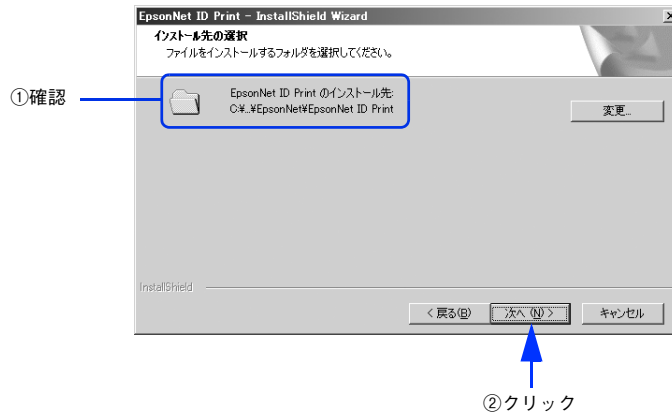 EpsonNet ID Print - InstallShield Wizard
インストール先の選択
ファイルをインストールするフォルダを選択してください。
①確認
EpsonNet ID Print のインストール先:
C:¥...¥EpsonNet¥EpsonNet ID Print
変更...
InstallShield
< 戻る(B)
次へ (N) >
キャンセル
②クリック